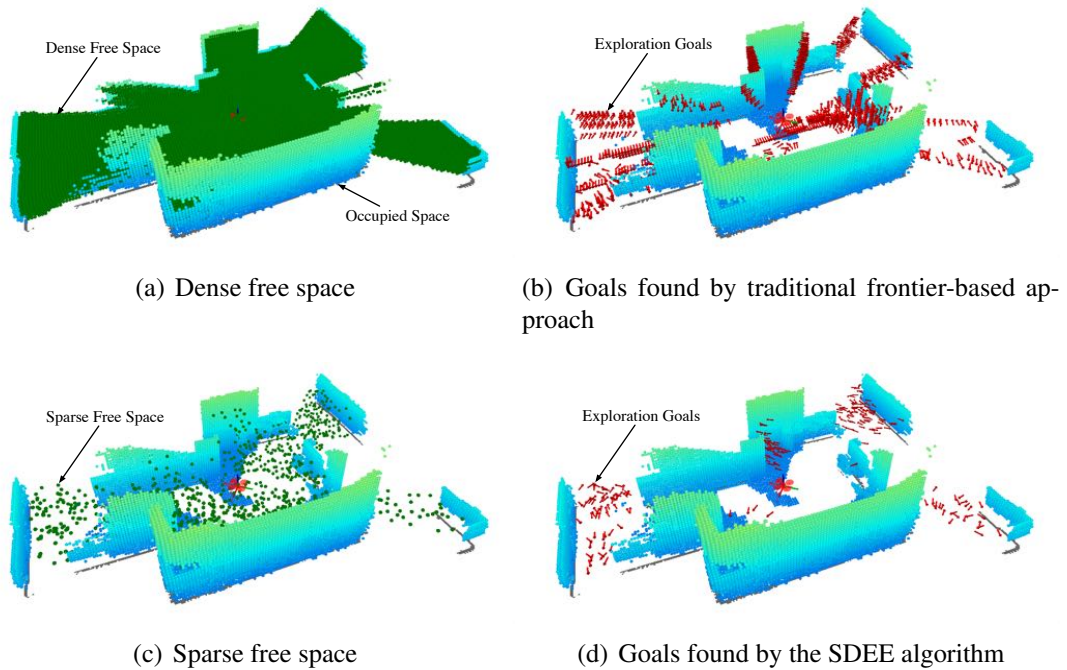 Dense Free Space
Occupied Space
(a) Dense free space
Exploration Goals
(b) Goals found by traditional frontier-based ap-
proach
Sparse Free Space
(c) Sparse free space
Exploration Goals
(d) Goals found by the SDEE algorithm